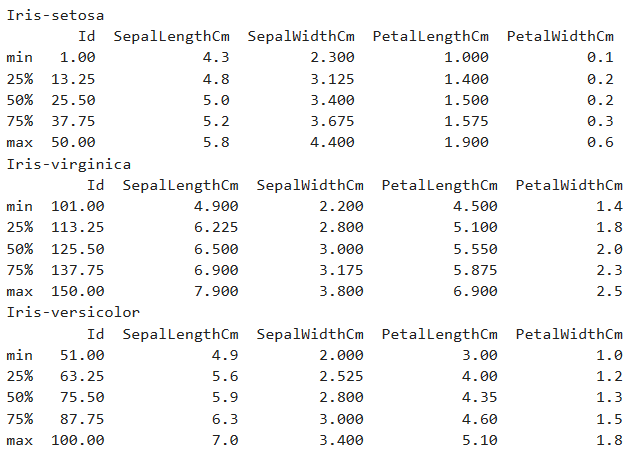 Iris-setosa
Id SepalLengthCm SepalWidthCm PetalLengthCm PetalWidthCm
min 1.00 4.3 2.300 1.000 0.1
25% 13.25 4.8 3.125 1.400 0.2
50% 25.50 5.0 3.400 1.500 0.2
75% 37.75 5.2 3.675 1.575 0.3
max 50.00 5.8 4.400 1.900 0.6
Iris-virginica
Id SepalLengthCm SepalWidthCm PetalLengthCm PetalWidthCm
min 101.00 4.900 2.200 4.500 1.4
25% 113.25 6.225 2.800 5.100 1.8
50% 125.50 6.500 3.000 5.550 2.0
75% 137.75 6.900 3.175 5.875 2.3
max 150.00 7.900 3.800 6.900 2.5
Iris-versicolor
Id SepalLengthCm SepalWidthCm PetalLengthCm PetalWidthCm
min 51.00 4.9 2.000 3.00 1.0
25% 63.25 5.6 2.525 4.00 1.2
50% 75.50 5.9 2.800 4.35 1.3
75% 87.75 6.3 3.000 4.60 1.5
max 100.00 7.0 3.400 5.10 1.8